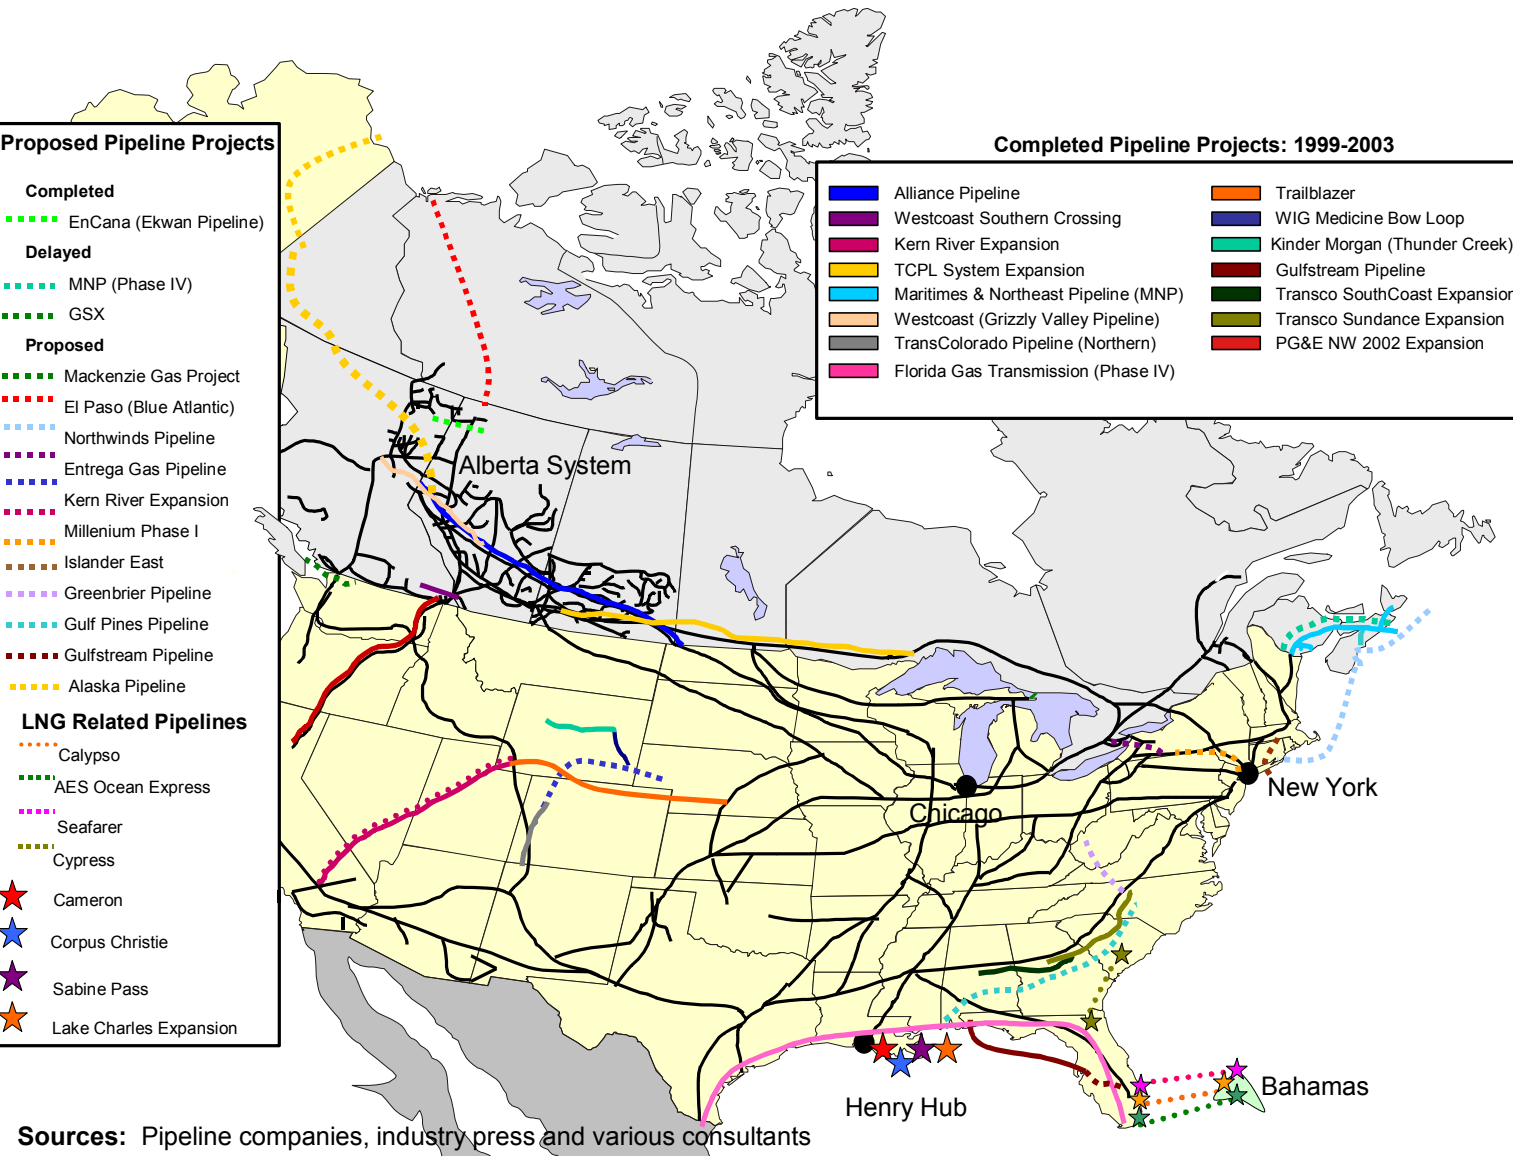 Proposed Pipeline Projects
Completed
EnCana (Ekwan Pipeline)
Delayed
MNP (Phase IV)
GSX
Proposed
Mackenzie Gas Project
El Paso (Blue Atlantic)
Northwinds Pipeline
Entrega Gas Pipeline
Kern River Expansion
Millenium Phase I
Islander East
Greenbrier Pipeline
Gulf Pines Pipeline
Gulfstream Pipeline
Alaska Pipeline
LNG Related Pipelines
Calypso
AES Ocean Express
Seafarer
Cypress
Cameron
Corpus Christie
Sabine Pass
Lake Charles Expansion
Completed Pipeline Projects: 1999-2003
Alliance Pipeline
Westcoast Southern Crossing
Kern River Expansion
TCPL System Expansion
Maritimes & Northeast Pipeline (MNP)
Westcoast (Grizzly Valley Pipeline)
TransColorado Pipeline (Northern)
Florida Gas Transmission (Phase IV)
Trailblazer
WIG Medicine Bow Loop
Kinder Morgan (Thunder Creek)
Gulfstream Pipeline
Transco SouthCoast Expansion
Transco Sundance Expansion
PG&E NW 2002 Expansion
Alberta System
Chicago
New York
Henry Hub
Bahamas
Sources: Pipeline companies, industry press and various consultants